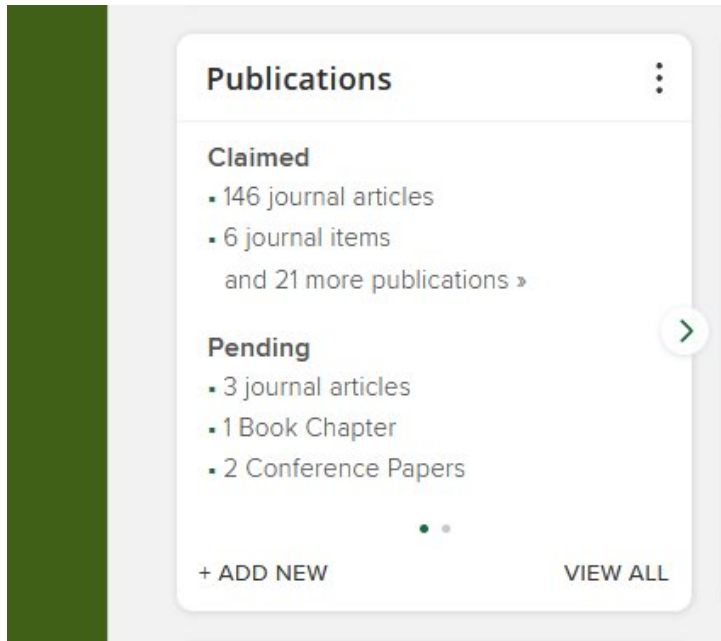 Publications
Claimed
▪ 146 journal articles
▪ 6 journal items
and 21 more publications »
Pending
▪ 3 journal articles
▪ 1 Book Chapter
▪ 2 Conference Papers
+ ADD NEW
VIEW ALL